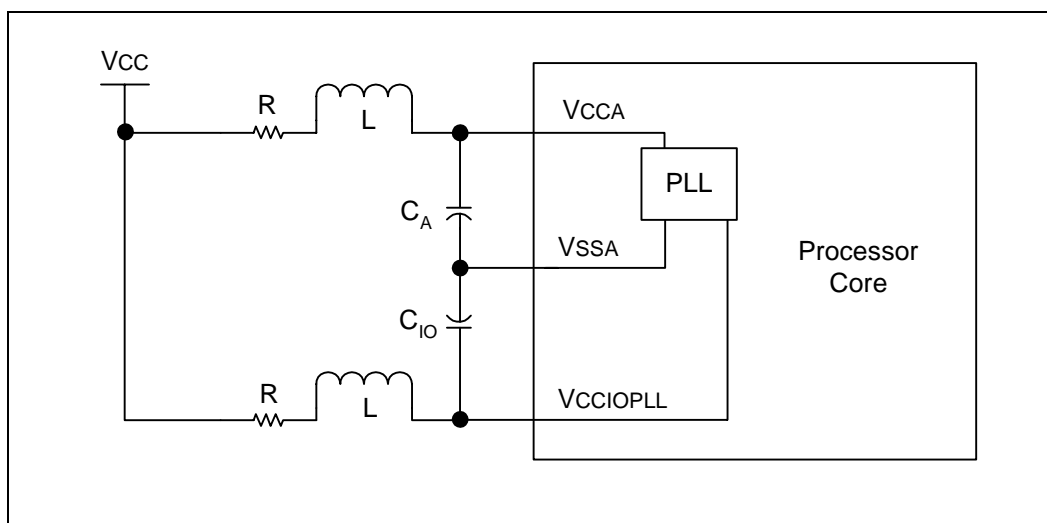 VCC
R
L
VCCA
PLL
CA
VSSA
Processor
Core
CIO
R
L
VCCIOPLL